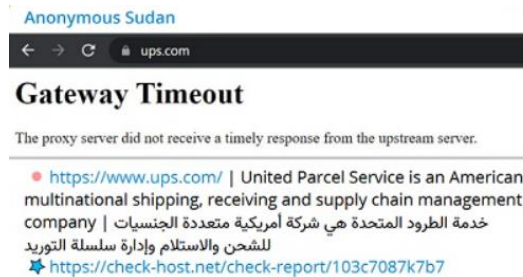 Anonymous Sudan
ups.com
Gateway Timeout
The proxy server did not receive a timely response from the upstream server.
https://www.ups.com/ | United Parcel Service is an American
multinational shipping, receiving and supply chain management
company | خدمة الطرود المتحدة هي شركة أمريكية متعددة الجنسيات
للشحن والاستلام وإدارة سلسلة التوريد
https://check-host.net/check-report/103c7087k7b7